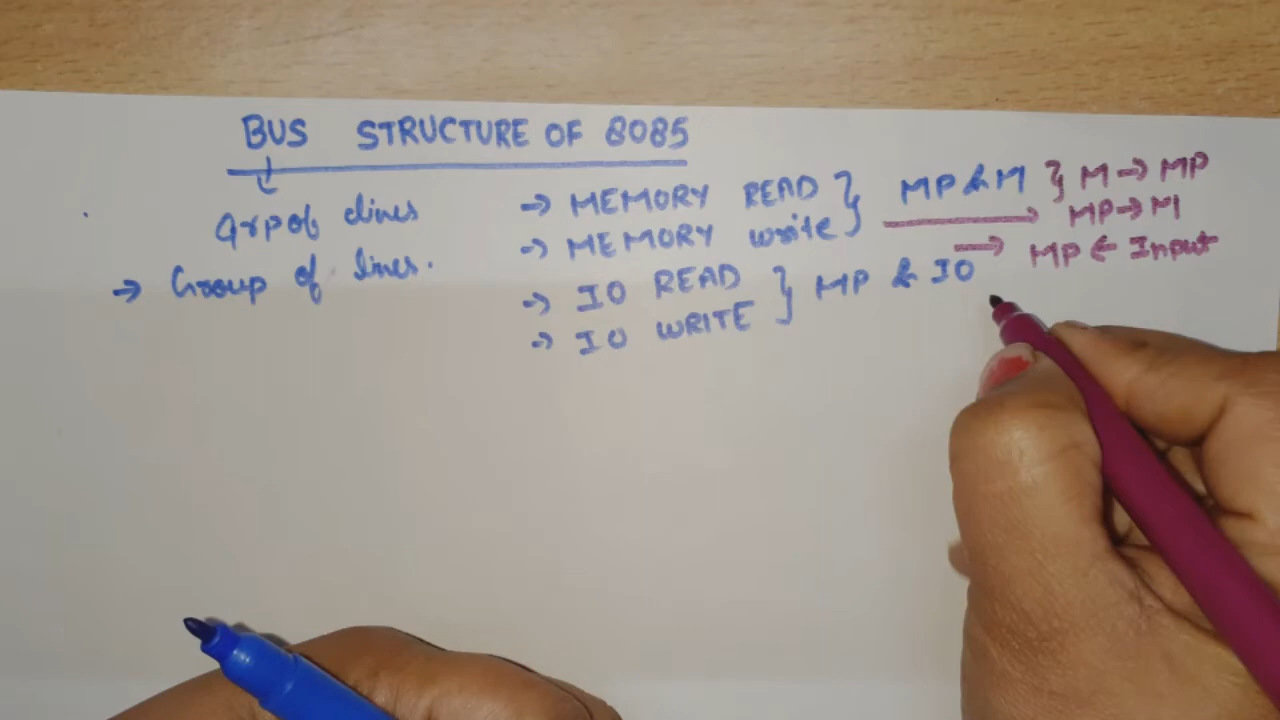 BUS STRUCTURE OF 8085
Grp of lines
→ Group of lines.
→ MEMORY READ } MP & M } M → MP
→ MEMORY write } MP → M
→ MP ← Input
→ IO READ } MP & IO
→ IO WRITE